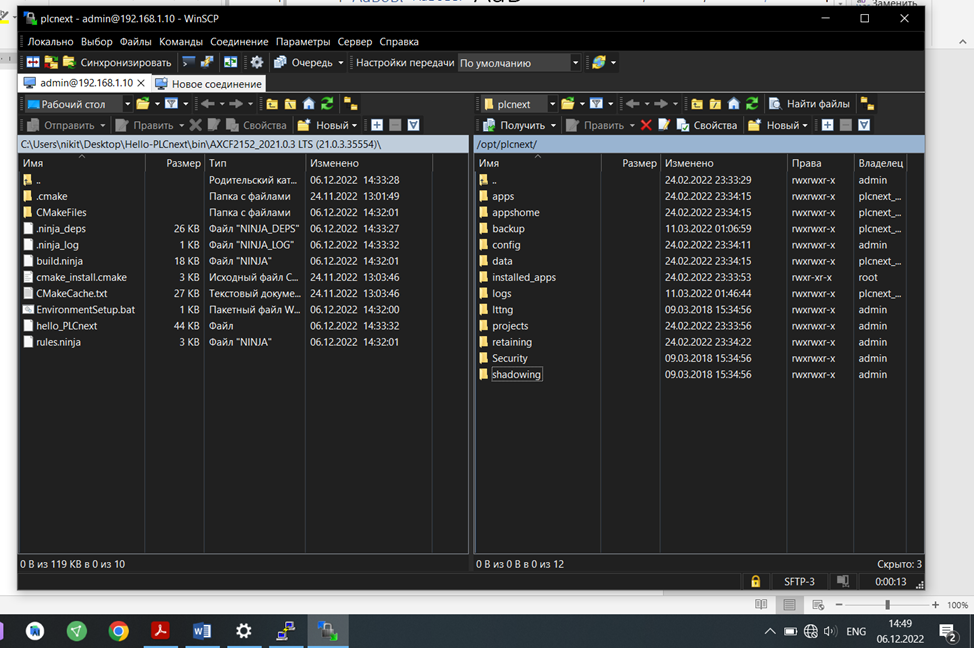 Заменить
plcnext - admin@192.168.1.10 - WinSCP
Локально Выбор Файлы Команды Соединение Параметры Сервер Справка
Синхронизировать Очередь Настройки передачи По умолчанию
admin@192.168.1.10 Новое соединение
Рабочий стол
Отправить Править Свойства Новый
C:\Users\nikit\Desktop\Hello-PLCnext\bin\AXCF2152_2021.0.3 LTS (21.0.3.35554)\
Имя Размер Тип Изменено
.. Родительский кат... 06.12.2022 14:33:28
.cmake Папка с файлами 24.11.2022 13:01:49
CMakeFiles Папка с файлами 06.12.2022 14:32:01
.ninja_deps 26 KB Файл "NINJA_DEPS" 06.12.2022 14:33:27
.ninja_log 1 KB Файл "NINJA_LOG" 06.12.2022 14:33:32
build.ninja 18 KB Файл "NINJA" 06.12.2022 14:32:01
cmake_install.cmake 3 KB Исходный файл C... 24.11.2022 13:03:46
CMakeCache.txt 27 KB Текстовый докуме... 24.11.2022 13:03:46
EnvironmentSetup.bat 1 KB Пакетный файл W... 06.12.2022 14:32:00
hello_PLCnext 44 KB Файл 06.12.2022 14:33:32
rules.ninja 3 KB Файл "NINJA" 06.12.2022 14:32:01
0 B из 119 KB в 0 из 10
plcnext Найти файлы
Получить Править Свойства Новый
/opt/plcnext/
Имя Размер Изменено Права Владелец
.. 24.02.2022 23:33:29 rwxrwxr-x admin
apps 24.02.2022 23:34:15 rwxrwxr-x plcnext_...
appshome 24.02.2022 23:34:15 rwxrwxr-x plcnext_...
backup 11.03.2022 01:06:59 rwxrwxr-x plcnext_...
config 24.02.2022 23:34:11 rwxrwxr-x admin
data 24.02.2022 23:34:15 rwxrwxr-x plcnext_...
installed_apps 24.02.2022 23:33:53 rwxr-xr-x root
logs 11.03.2022 01:46:44 rwxrwxr-x plcnext_...
lttng 09.03.2018 15:34:56 rwxrwxr-x admin
projects 24.02.2022 23:33:56 rwxrwxr-x admin
retaining 24.02.2022 23:34:22 rwxrwxr-x admin
Security 09.03.2018 15:34:56 rwxrwxr-x admin
shadowing 09.03.2018 15:34:56 rwxrwxr-x admin
0 B из 0 B в 0 из 12 Скрыто: 3
SFTP-3 0:00:13
100%
ENG 14:49
06.12.2022
2